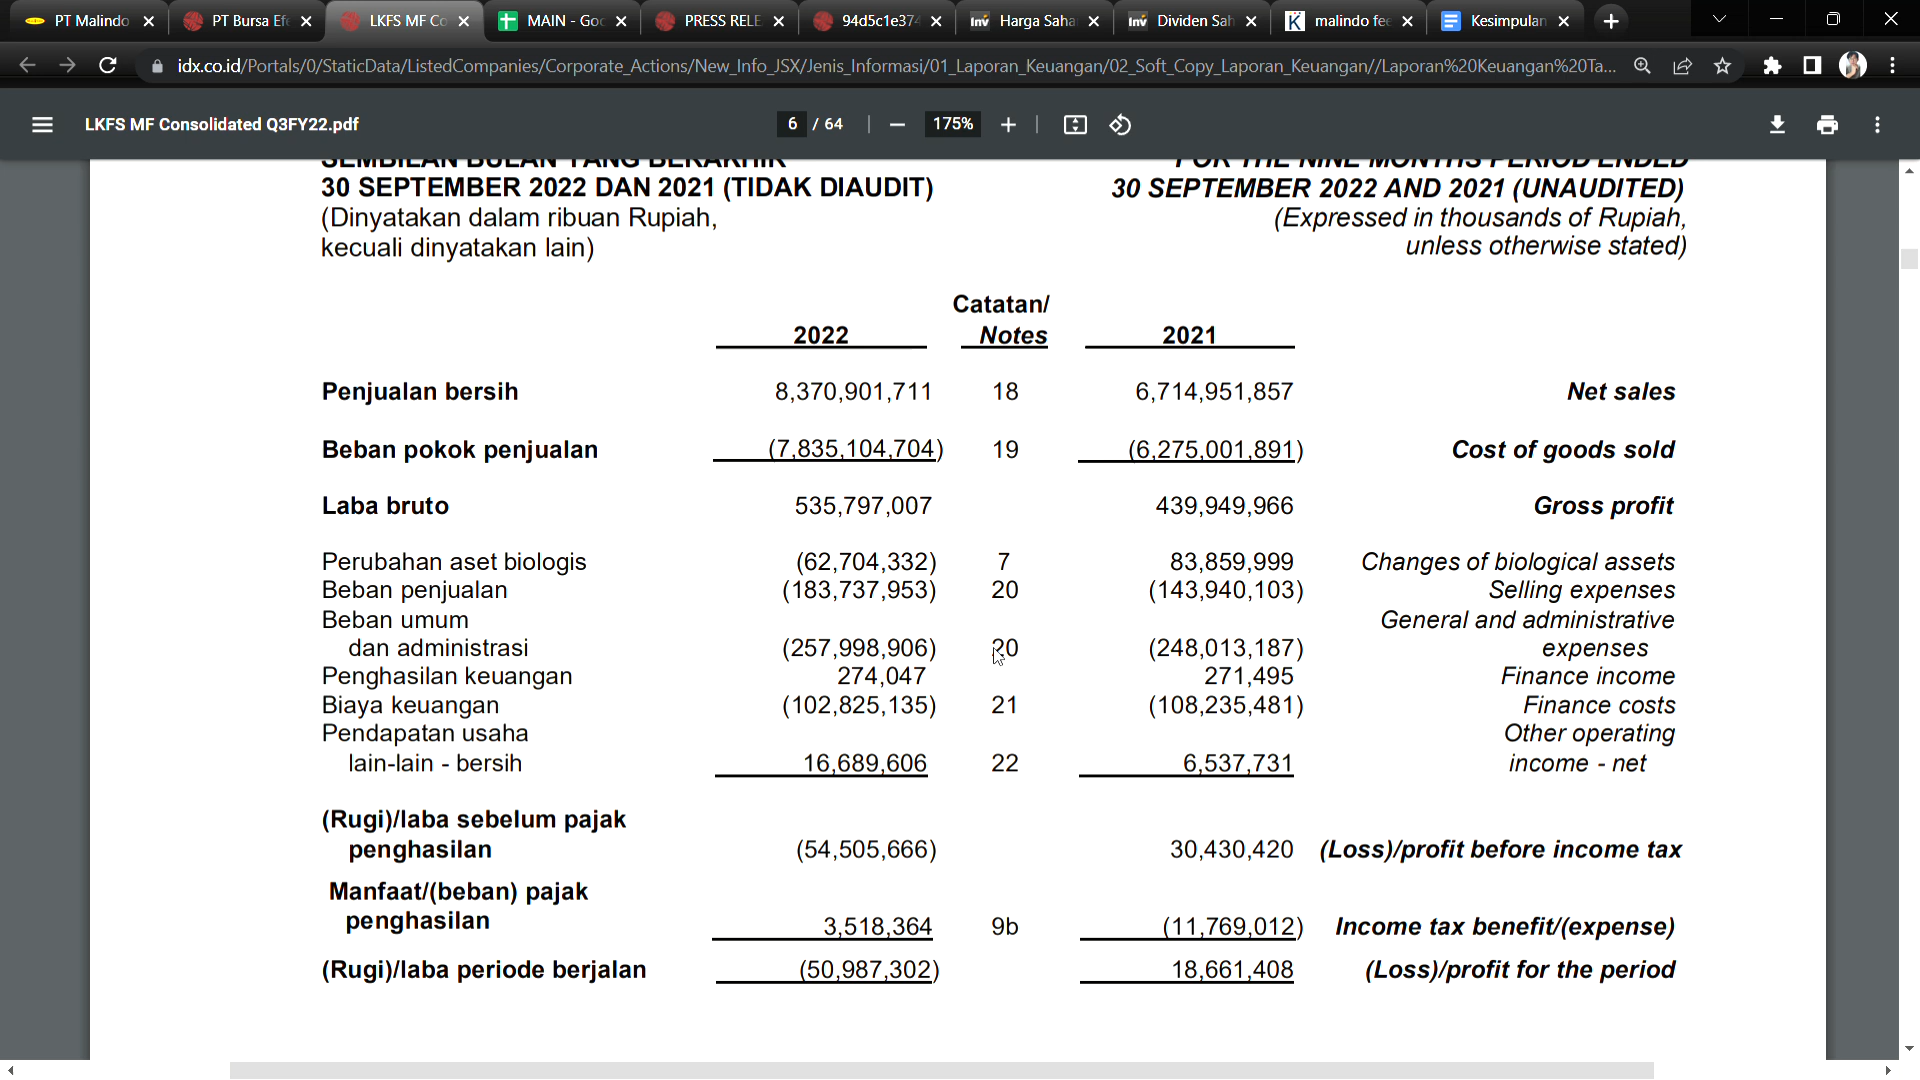 PT Malindo
PT Bursa Efe
LKFS MF Co
MAIN - Goo
PRESS RELE
94d5c1e374
Harga Saha
Dividen Sah
malindo fee
Kesimpulan
idx.co.id/Portals/0/StaticData/ListedCompanies/Corporate_Actions/New_Info_JSX/Jenis_Informasi/01_Laporan_Keuangan/02_Soft_Copy_Laporan_Keuangan//Laporan%20Keuangan%20Ta...
LKFS MF Consolidated Q3FY22.pdf
6 / 64
175%
SEMBILAN BULAN YANG BERAKHIR
30 SEPTEMBER 2022 DAN 2021 (TIDAK DIAUDIT)
(Dinyatakan dalam ribuan Rupiah,
kecuali dinyatakan lain)
FOR THE NINE MONTHS PERIOD ENDED
30 SEPTEMBER 2022 AND 2021 (UNAUDITED)
(Expressed in thousands of Rupiah,
unless otherwise stated)
Catatan/
2022 Notes 2021
Penjualan bersih 8,370,901,711 18 6,714,951,857 Net sales
Beban pokok penjualan (7,835,104,704) 19 (6,275,001,891) Cost of goods sold
Laba bruto 535,797,007 439,949,966 Gross profit
Perubahan aset biologis (62,704,332) 7 83,859,999 Changes of biological assets
Beban penjualan (183,737,953) 20 (143,940,103) Selling expenses
Beban umum General and administrative
dan administrasi (257,998,906) 20 (248,013,187) expenses
Penghasilan keuangan 274,047 271,495 Finance income
Biaya keuangan (102,825,135) 21 (108,235,481) Finance costs
Pendapatan usaha Other operating
lain-lain - bersih 16,689,606 22 6,537,731 income - net
(Rugi)/laba sebelum pajak
penghasilan (54,505,666) 30,430,420 (Loss)/profit before income tax
Manfaat/(beban) pajak
penghasilan 3,518,364 9b (11,769,012) Income tax benefit/(expense)
(Rugi)/laba periode berjalan (50,987,302) 18,661,408 (Loss)/profit for the period